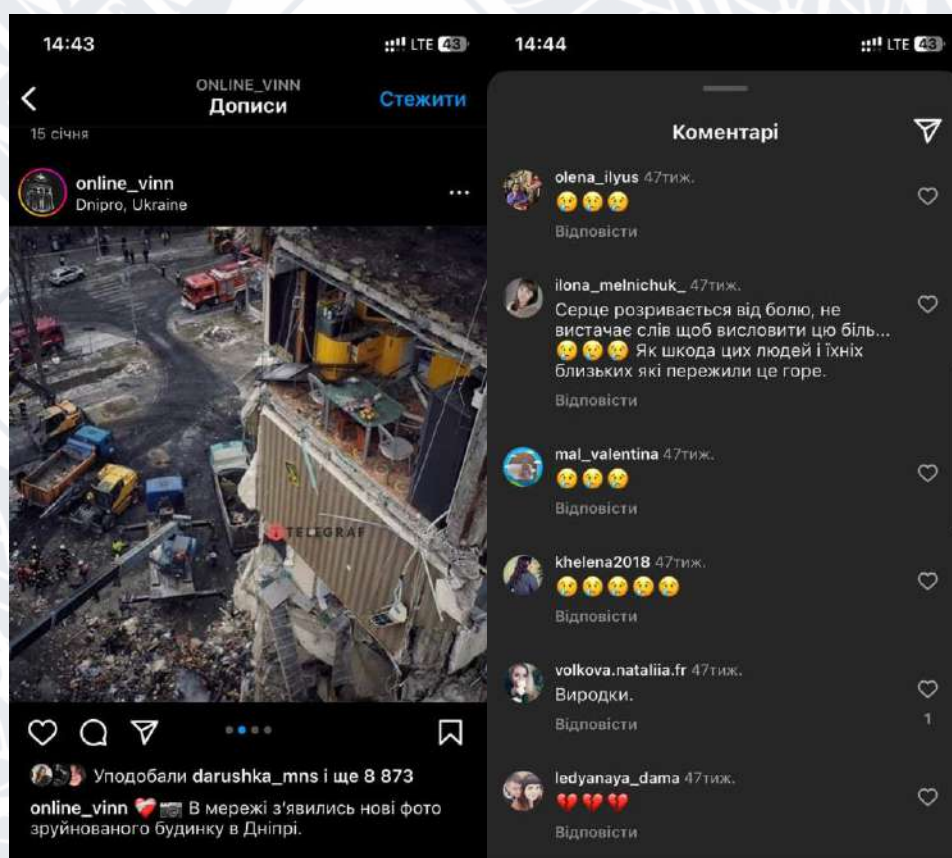 14:43
LTE 43
ONLINE_VINN
Дописи
Стежити
15 січня
online_vinn
Dnipro, Ukraine
TELEGRAF
Уподобали darushka_mns і ще 8 873
online_vinn ❤️‍🩹📷 В мережі з'явились нові фото
зруйнованого будинку в Дніпрі.
14:44
LTE 43
Коментарі
olena_ilyus 47тиж.
😢😢😢
Відповісти
ilona_melnichuk_ 47тиж.
Серце розривається від болю, не
вистачає слів щоб висловити цю біль...
😢😢😢 Як шкода цих людей і їхніх
близьких які пережили це горе.
Відповісти
mal_valentina 47тиж.
😢😢😢
Відповісти
khelena2018 47тиж.
😢😢😢😢😢
Відповісти
volkova.nataliia.fr 47тиж.
Виродки.
1
Відповісти
ledyanaya_dama 47тиж.
💔💔💔
Відповісти